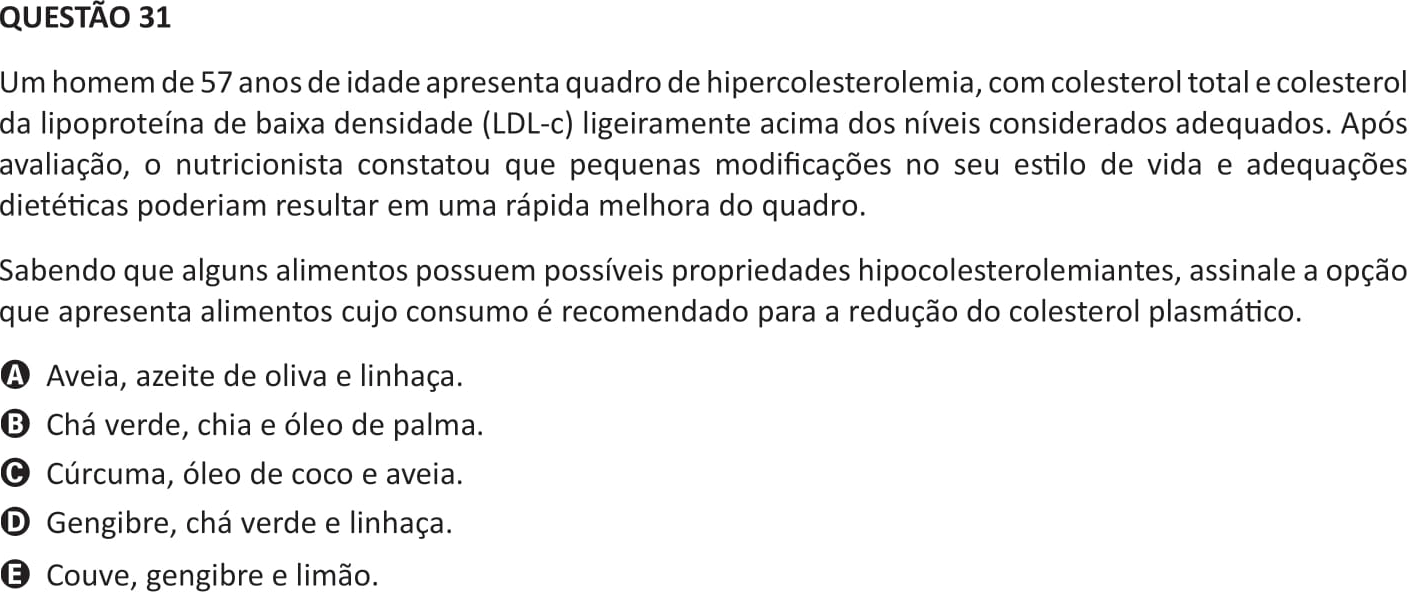 QUESTÃO 31
Um homem de 57 anos de idade apresenta quadro de hipercolesterolemia, com colesterol total e colesterol
da lipoproteína de baixa densidade (LDL-c) ligeiramente acima dos níveis considerados adequados. Após
avaliação, o nutricionista constatou que pequenas modificações no seu estilo de vida e adequações
dietéticas poderiam resultar em uma rápida melhora do quadro.
Sabendo que alguns alimentos possuem possíveis propriedades hipocolesterolemiantes, assinale a opção
que apresenta alimentos cujo consumo é recomendado para a redução do colesterol plasmático.
A Aveia, azeite de oliva e linhaça.
B Chá verde, chia e óleo de palma.
C Cúrcuma, óleo de coco e aveia.
D Gengibre, chá verde e linhaça.
E Couve, gengibre e limão.